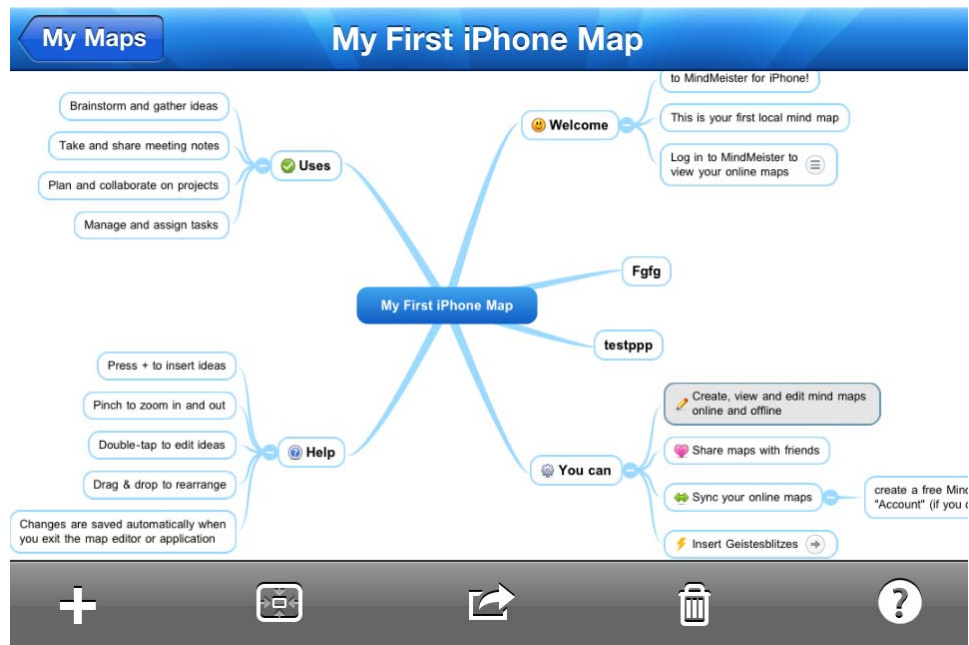 My Maps
My First iPhone Map
Brainstorm and gather ideas
Take and share meeting notes
Plan and collaborate on projects
Manage and assign tasks
Uses
Welcome
to MindMeister for iPhone!
This is your first local mind map
Log in to MindMeister to
view your online maps
Fgfg
My First iPhone Map
testppp
Press + to insert ideas
Pinch to zoom in and out
Double-tap to edit ideas
Drag & drop to rearrange
Changes are saved automatically when
you exit the map editor or application
Help
You can
Create, view and edit mind maps
online and offline
Share maps with friends
Sync your online maps
create a free
"Account" (if you
Insert Geistesblitzes